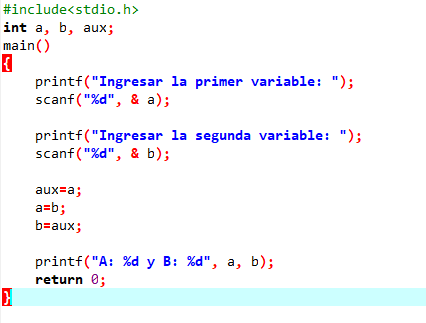 #include<stdio.h>
int a, b, aux;
main()
{
printf("Ingresar la primer variable: ");
scanf("%d", & a);
printf("Ingresar la segunda variable: ");
scanf("%d", & b);
aux=a;
a=b;
b=aux;
printf("A: %d y B: %d", a, b);
return 0;
}